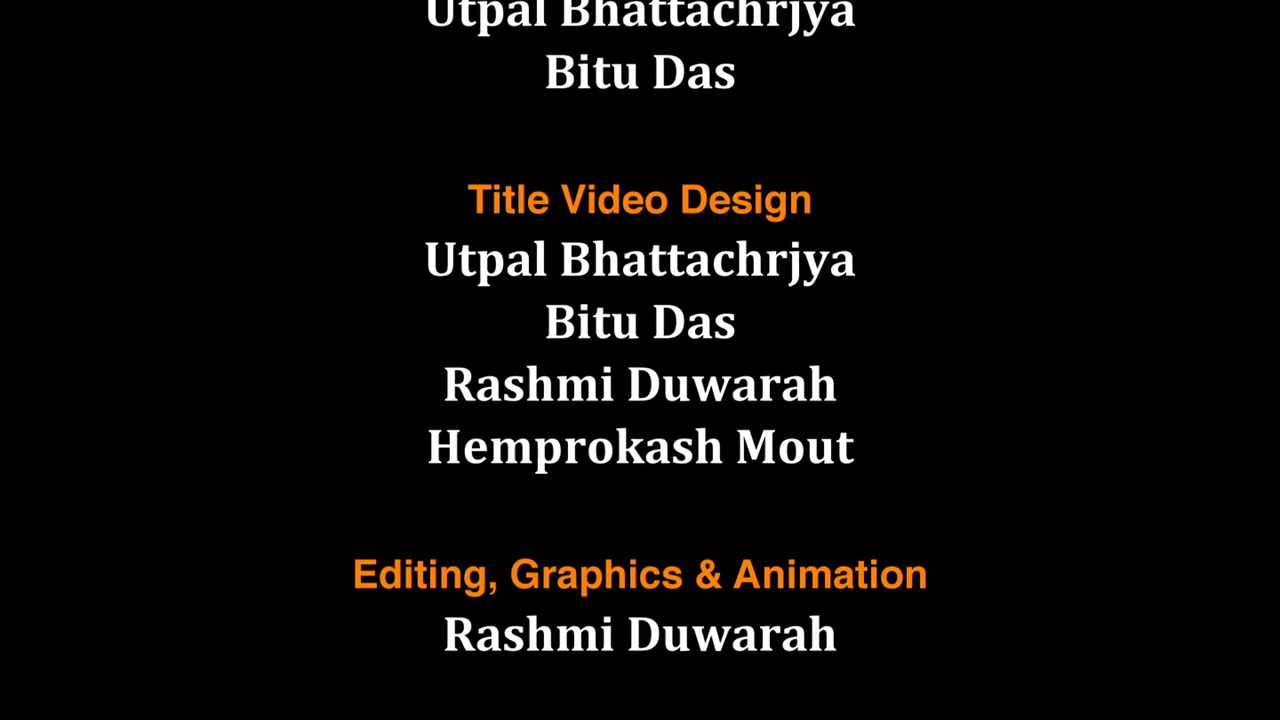 Utpal Bhattachrjya
Bitu Das
Title Video Design
Utpal Bhattachrjya
Bitu Das
Rashmi Duwarah
Hemprokash Mout
Editing, Graphics & Animation
Rashmi Duwarah